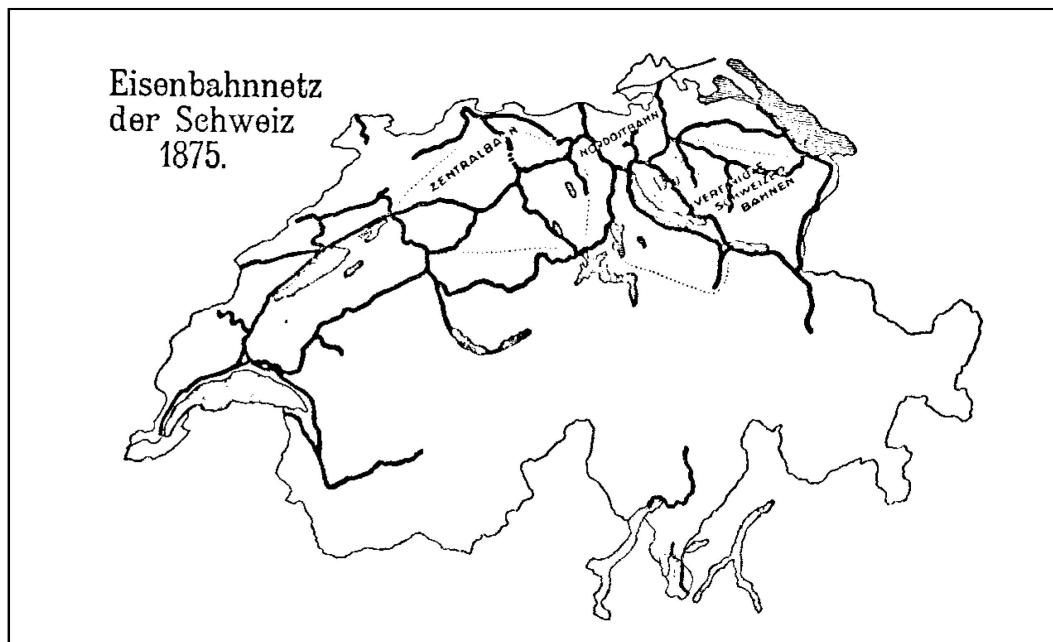 Eisenbahnnetz
der Schweiz
1875.
ZENTRALBAHN
NORDOSTBAHN
VEREINIGTE
SCHWEIZER
BAHNEN